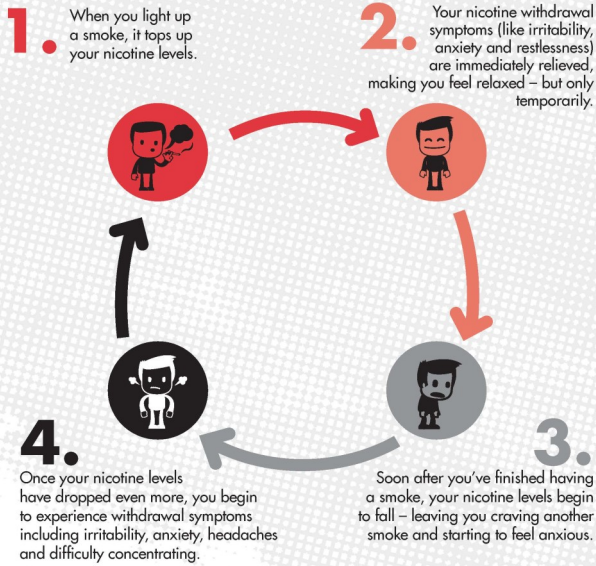 1.
When you light up
a smoke, it tops up
your nicotine levels.
2.
Your nicotine withdrawal
symptoms (like irritability,
anxiety and restlessness)
are immediately relieved,
making you feel relaxed – but only
temporarily.
3.
Soon after you’ve finished having
a smoke, your nicotine levels begin
to fall – leaving you craving another
smoke and starting to feel anxious.
4.
Once your nicotine levels
have dropped even more, you begin
to experience withdrawal symptoms
including irritability, anxiety, headaches
and difficulty concentrating.